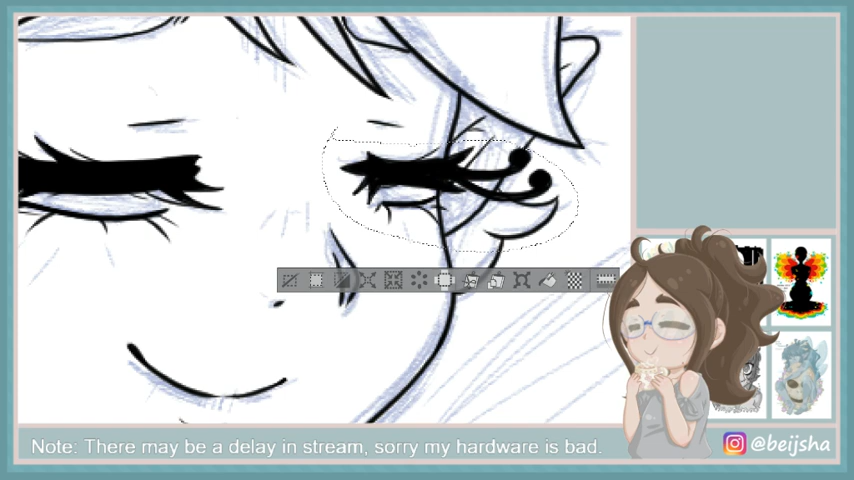 Note: There may be a delay in stream, sorry my hardware is bad.
@beijsha